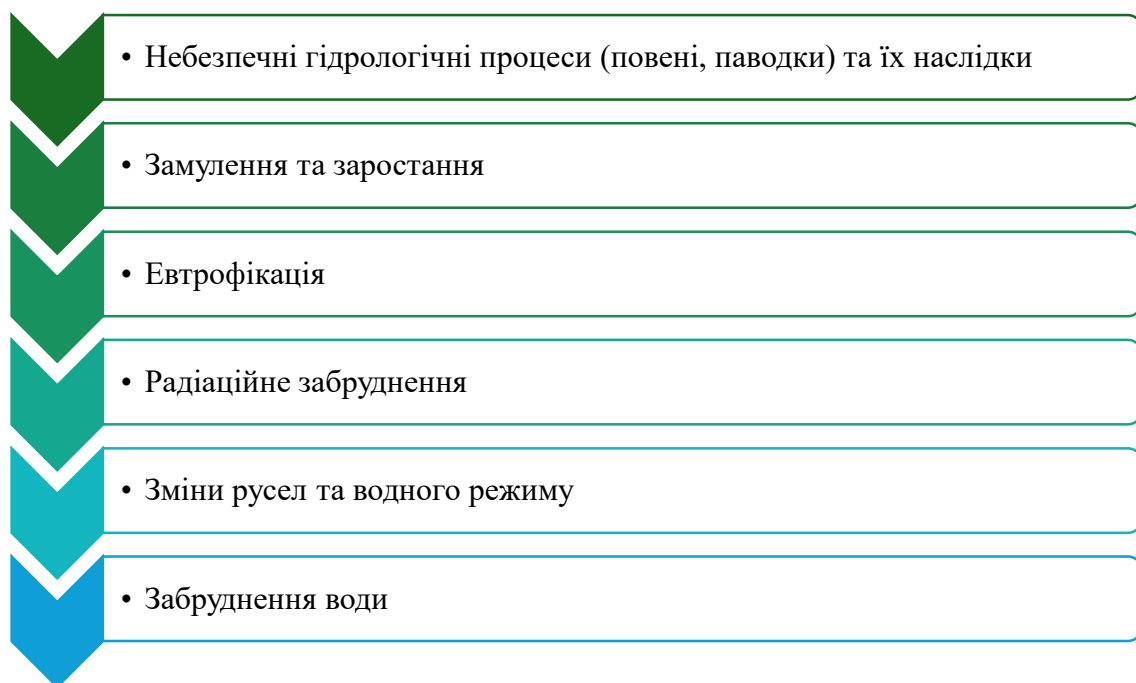 • Небезпечні гідрологічні процеси (повені, паводки) та їх наслідки
• Замулення та заростання
• Евтрофікація
• Радіаційне забруднення
• Зміни русел та водного режиму
• Забруднення води